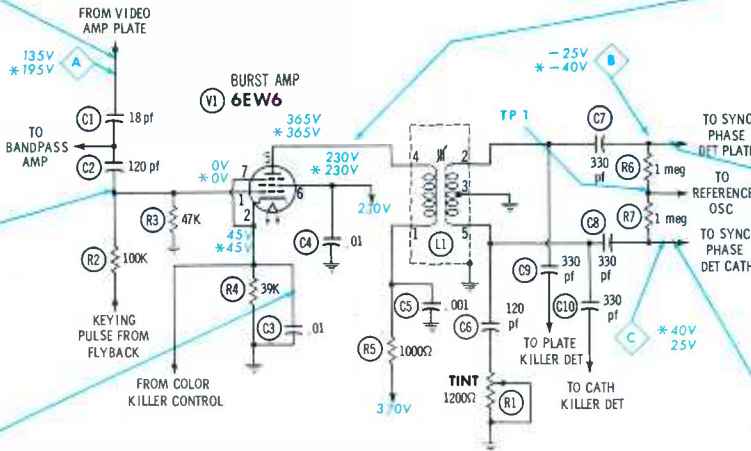 FROM VIDEO
AMP PLATE
135V
*195V
A
C1
18 pf
TO
BANDPASS
AMP
C2
120 pf
R3
47K
R2
100K
KEYING
PULSE FROM
FLYBACK
BURST AMP
V1 6EW6
365V
*365V
5
0V
*0V
7
1
2
6
230V
*230V
45V
*45V
C4
.01
R4
39K
C3
.01
FROM COLOR
KILLER CONTROL
4
2
3
1
L1
5
C5
.001
R5
1000Ω
370V
C6
120
pf
TINT
1200Ω
R1
TP 1
-25V
*-40V
B
C7
330
pf
R6
1 meg
R7
1 meg
C8
330
pf
C9
330
pf
C10
330
pf
TO PLATE
KILLER DET
TO CATH
KILLER DET
C
*40V
25V
TO SYNC
PHASE
DET PLATE
TO
REFERENCE
OSC
TO SYNC
PHASE
DET CATH